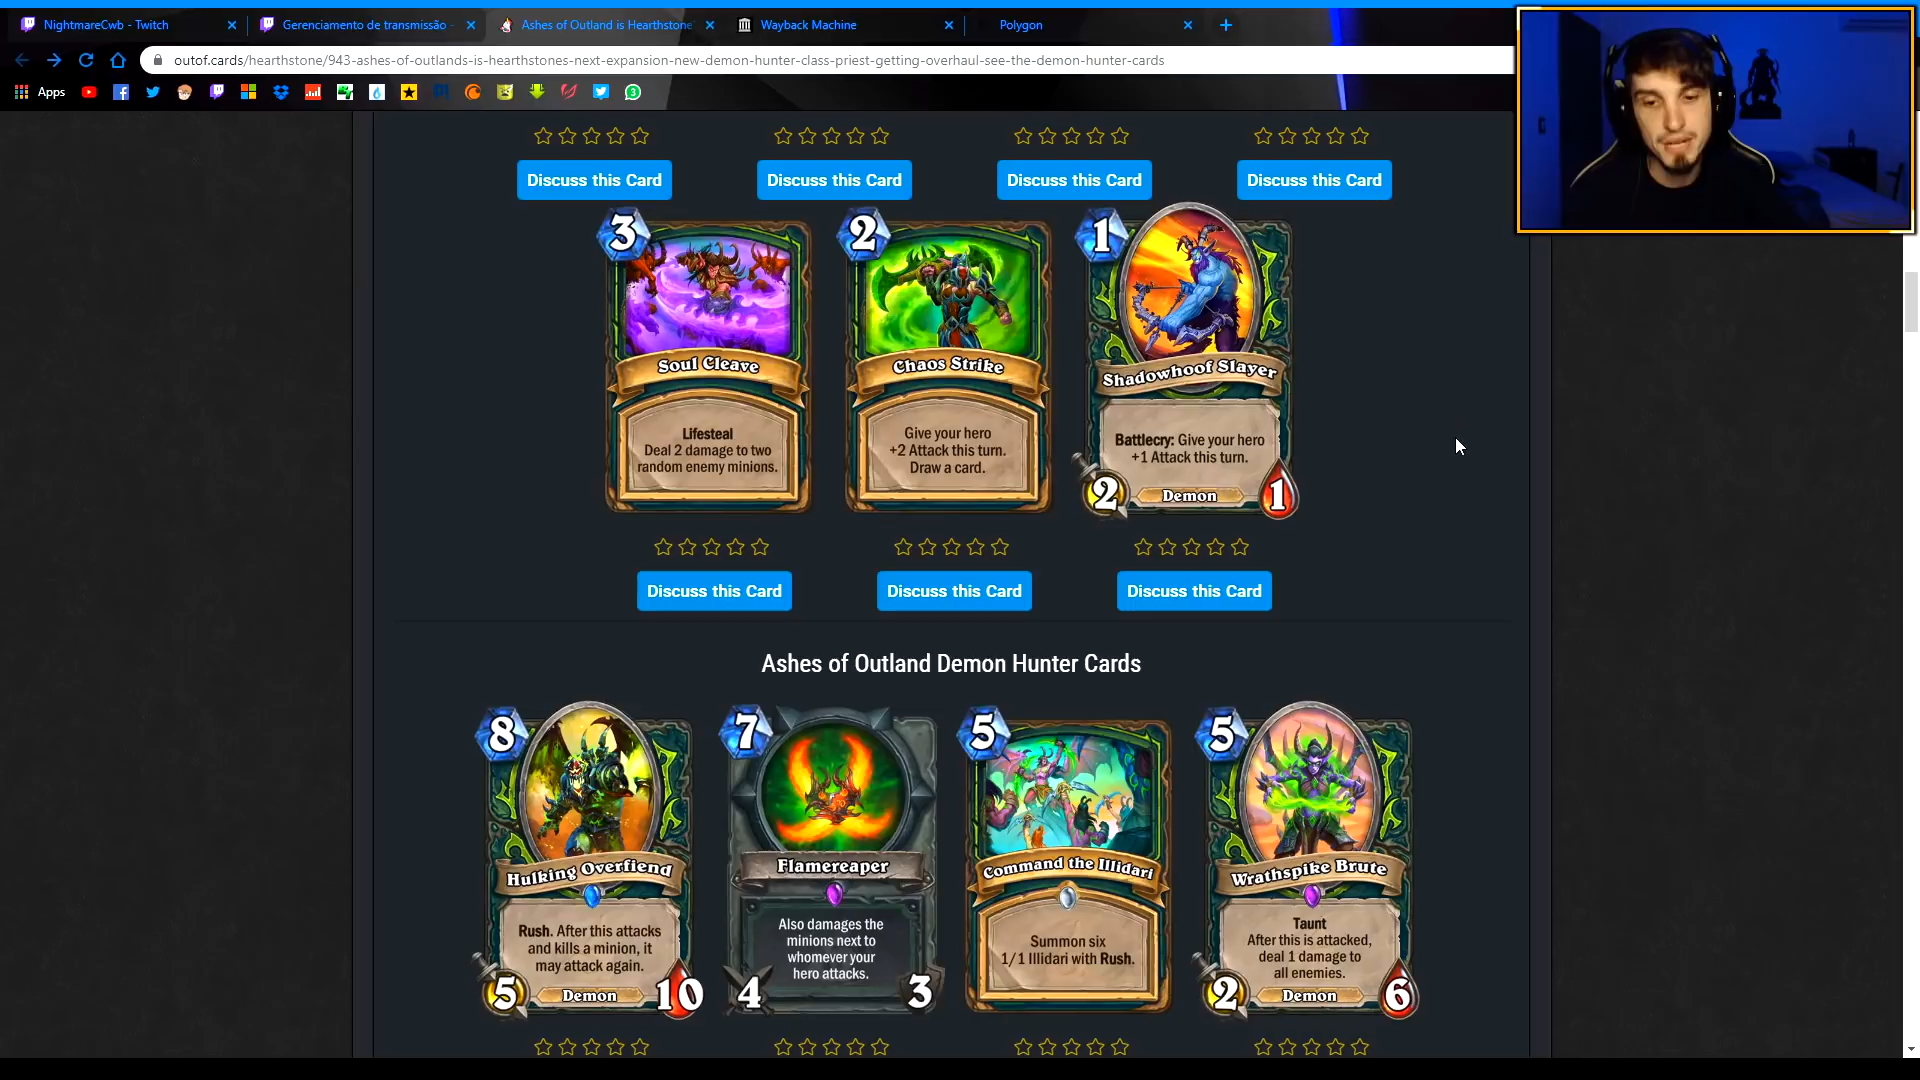 NightmareCwb - Twitch
Gerenciamento de transmissão -
Ashes of Outland is Hearthstone
Wayback Machine
Polygon
outof.cards/hearthstone/943-ashes-of-outlands-is-hearthstones-next-expansion-new-demon-hunter-class-priest-getting-overhaul-see-the-demon-hunter-cards
Apps
3
Discuss this Card
Discuss this Card
Discuss this Card
Discuss this Card
3
Soul Cleave
Lifesteal
Deal 2 damage to two
random enemy minions.
2
Chaos Strike
Give your hero
+2 Attack this turn.
Draw a card.
1
Shadowhoof Slayer
Battlecry: Give your hero
+1 Attack this turn.
2
Demon
1
Discuss this Card
Discuss this Card
Discuss this Card
Ashes of Outland Demon Hunter Cards
8
Hulking Overfiend
Rush. After this attacks
and kills a minion, it
may attack again.
5
Demon
10
7
Flamereaper
Also damages the
minions next to
whomever your
hero attacks.
4
3
5
Command the Illidari
Summon six
1/1 Illidari with Rush.
5
Wrathspike Brute
Taunt
After this is attacked,
deal 1 damage to
all enemies.
2
Demon
6